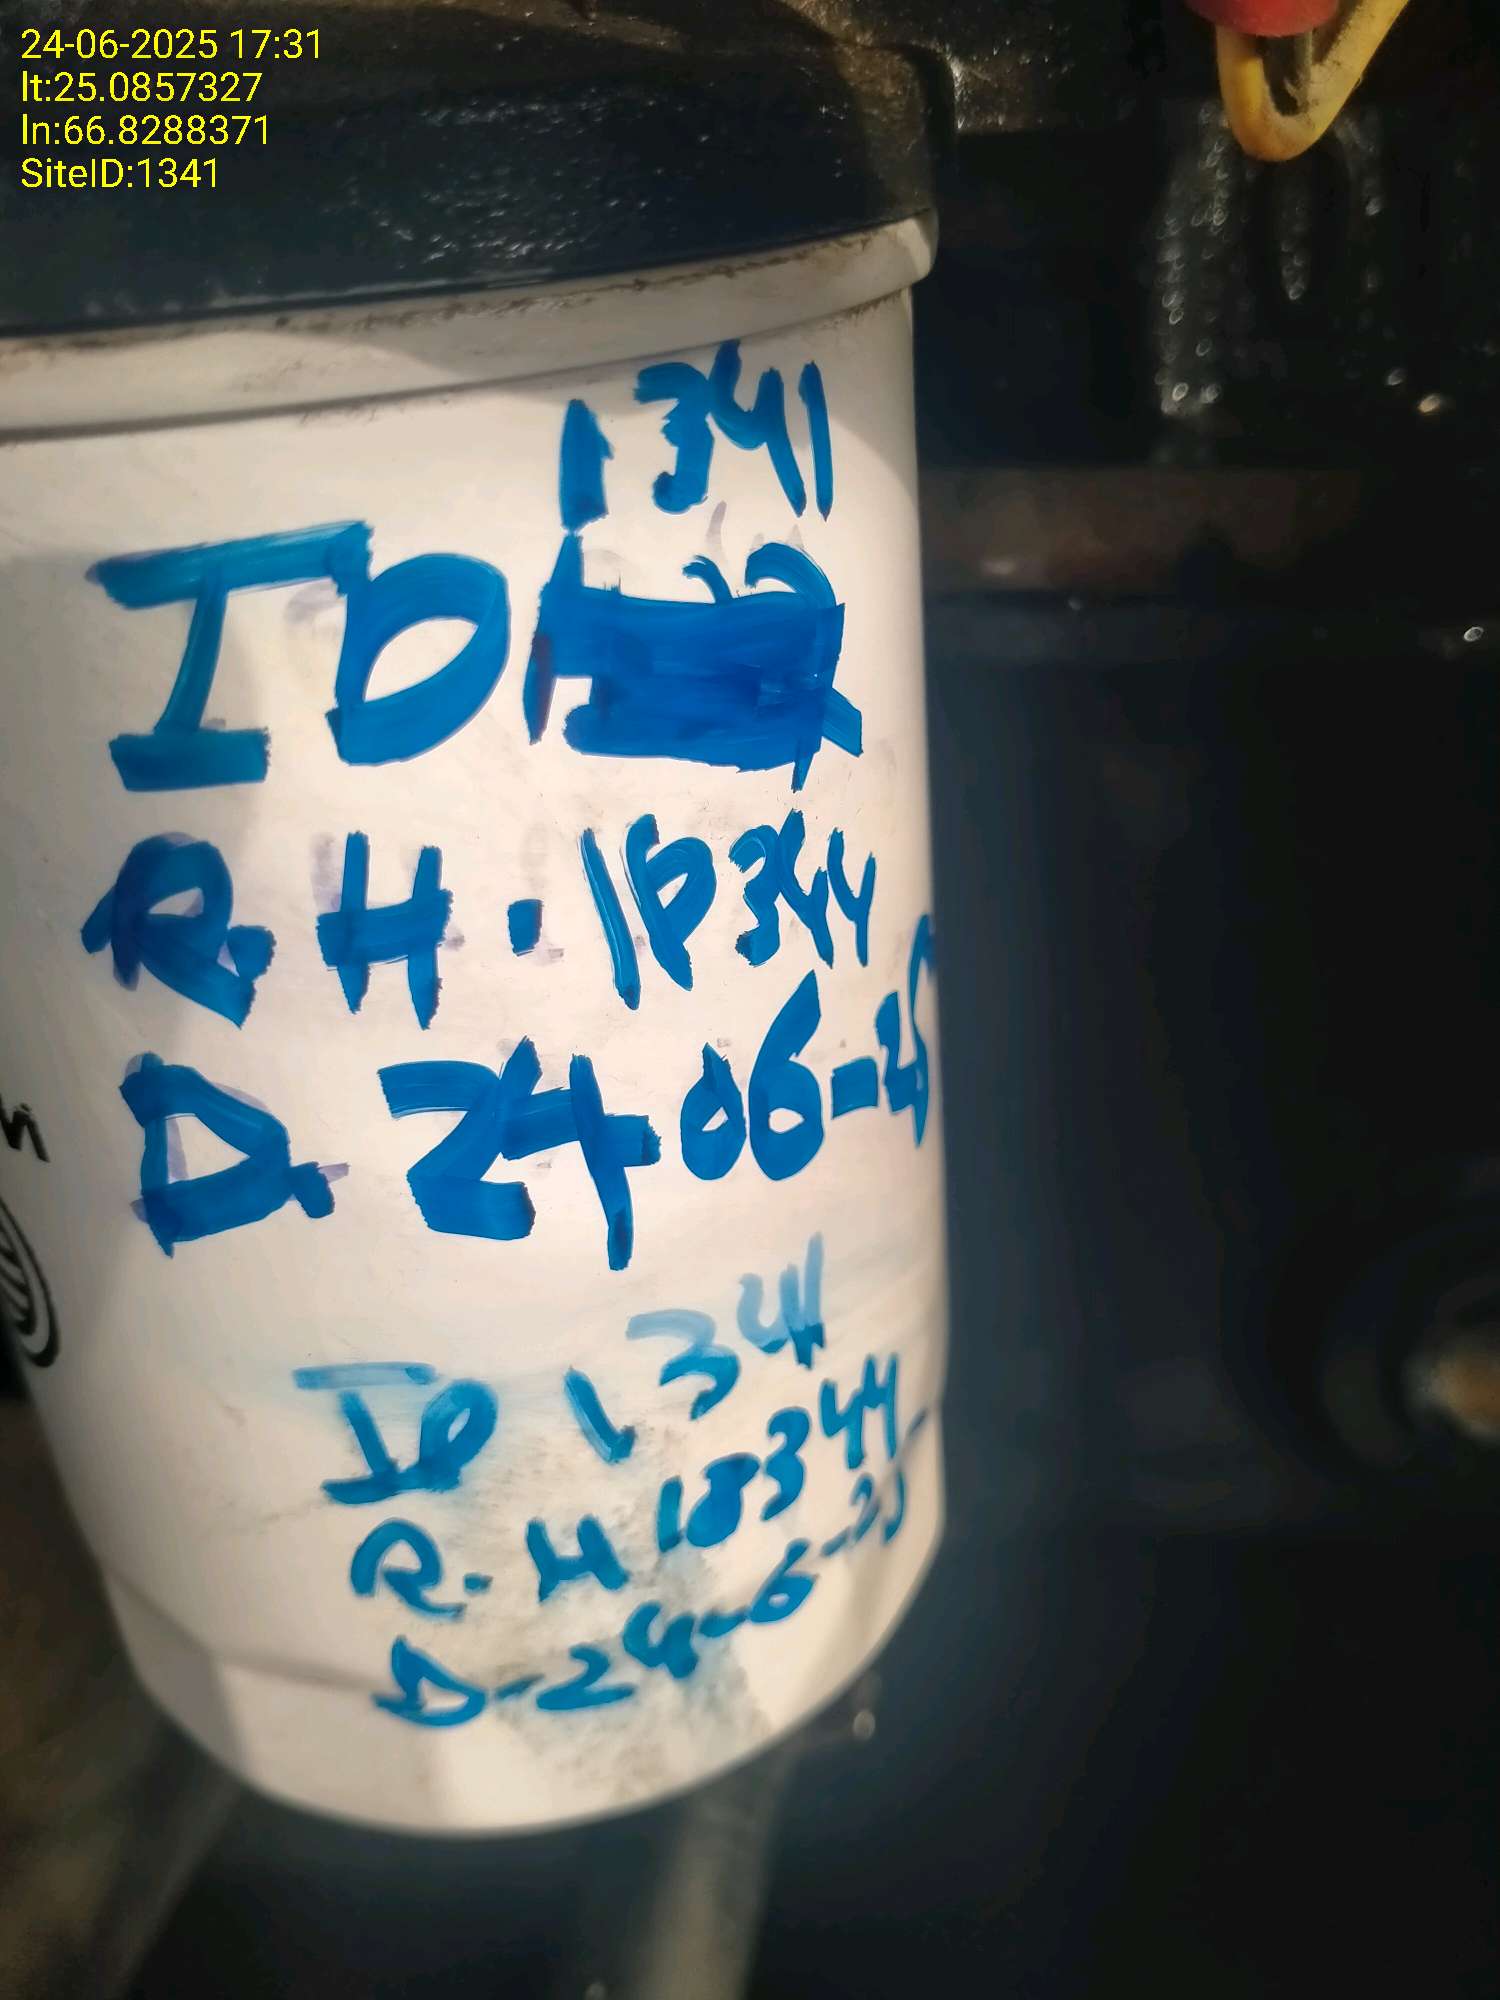 24-06-2025 17:31
lt:25.0857327
ln:66.8288371
SiteID:1341
1341
ID
R.H.18344
D.24 06-25
ID 1341
R.H 18344
D-24-6-25